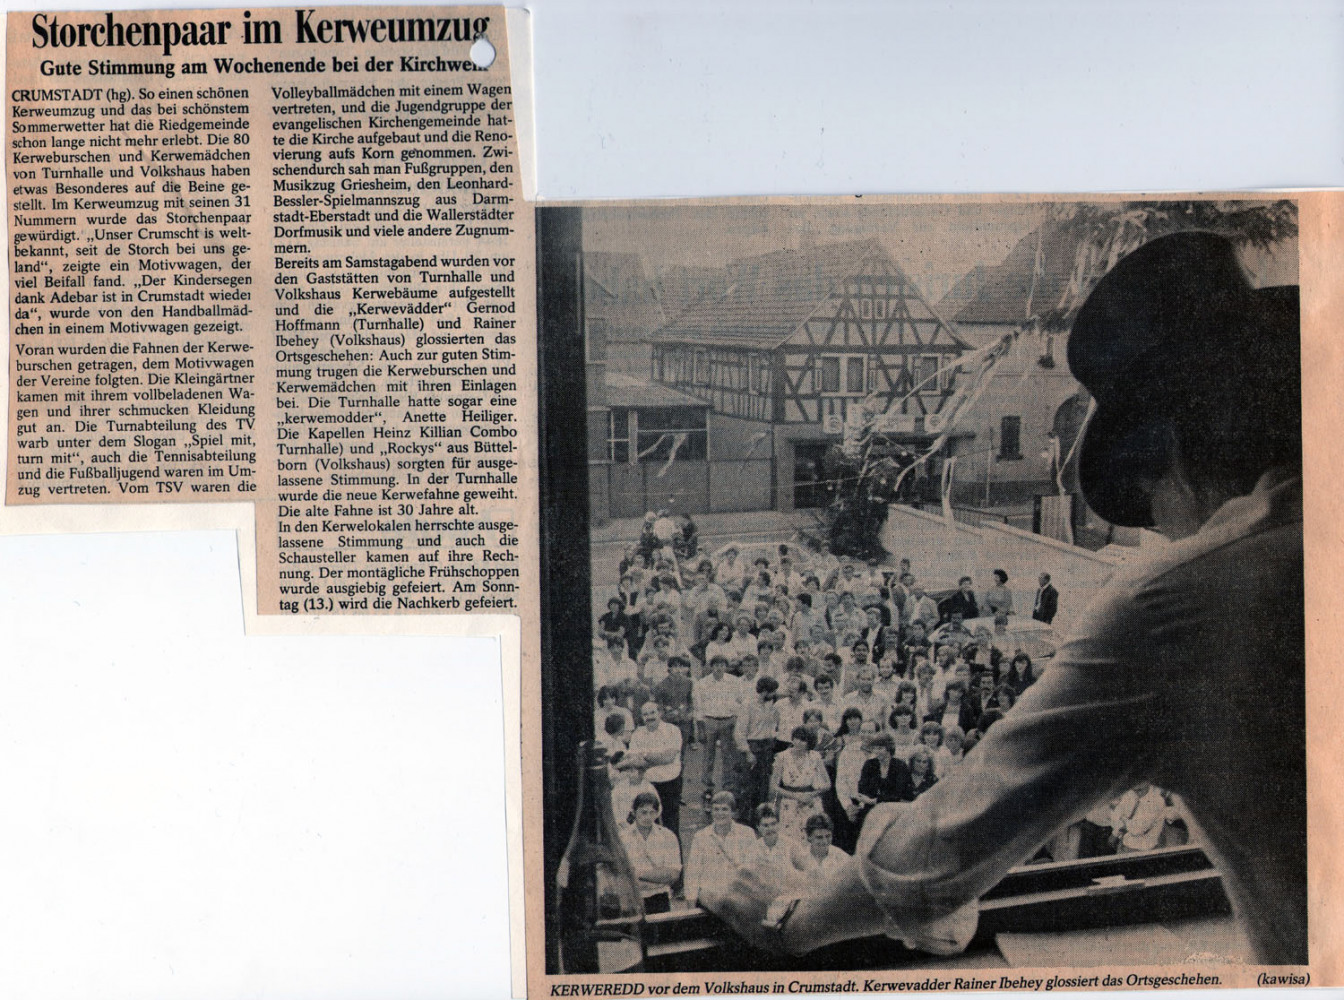 Storchenpaar im Kerweumzug
Gute Stimmung am Wochenende bei der
CRUMSTADT (hg). So einen schönen
Kerweumzug und das bei schönstem
Sommerwetter hat die Riedgemeinde
schon lange nicht mehr erlebt. Die 80
Kerweburschen und Kerwemädchen
von Turnhalle und Volkshaus haben
etwas Besonderes auf die Beine ge-
stellt. Im Kerweumzug mit seinen 31
Nummern wurde das Storchenpaar
gewürdigt. „Unser Crumscht is welt-
bekannt, seit de Storch bei uns ge-
land“, zeigte ein Motivwagen, der
viel Beifall fand. „Der Kindersegen
dank Adebar ist in Crumstadt wieder
da“, wurde von den Handballmäd-
chen in einem Motivwagen gezeigt.
Voran wurden die Fahnen der Kerwe-
burschen getragen, dem Motivwagen
der Vereine folgten. Die Kleingärtner
kamen mit ihrem vollbeladenen Wa-
gen und ihrer schmucken Kleidung
gut an. Die Turnabteilung des TV
warb unter dem Slogan „Spiel mit,
turn mit“, auch die Tennisabteilung
und die Fußballjugend waren im Um-
zug vertreten. Vom TSV waren die
Volleyballmädchen mit einem Wagen
vertreten, und die Jugendgruppe der
evangelischen Kirchengemeinde hat-
te die Kirche aufgebaut und die Reno-
vierung aufs Korn genommen. Zwi-
schendurch sah man Fußgruppen, den
Musikzug Griesheim, den Leonhard-
Bessler-Spielmannszug aus Darm-
stadt-Eberstadt und die Wallerstädter
Dorfmusik und viele andere Zugnum-
mern.
Bereits am Samstagabend wurden vor
den Gaststätten von Turnhalle und
Volkshaus Kerwebäume aufgestellt
und die „Kerwevädder“ Gernod
Hoffmann (Turnhalle) und Rainer
Ibehey (Volkshaus) glossierten das
Ortsgeschehen: Auch zur guten Stim-
mung trugen die Kerweburschen und
Kerwemädchen mit ihren Einlagen
bei. Die Turnhalle hatte sogar eine
„kerwemodder“, Anette Heiliger.
Die Kapellen Heinz Killian Combo
Turnhalle) und „Rockys“ aus Büttel-
born (Volkshaus) sorgten für ausge-
lassene Stimmung. In der Turnhalle
wurde die neue Kerwefahne geweiht.
Die alte Fahne ist 30 Jahre alt.
In den Kerwelokalen herrschte ausge-
lassene Stimmung und auch die
Schausteller kamen auf ihre Rech-
nung. Der montägliche Frühschoppen
wurde ausgiebig gefeiert. Am Sonn-
tag (13.) wird die Nachkerb gefeiert.
KERWEREDD vor dem Volkshaus in Crumstadt. Kerwevadder Rainer Ibehey glossiert das Ortsgeschehen. (kawisa)